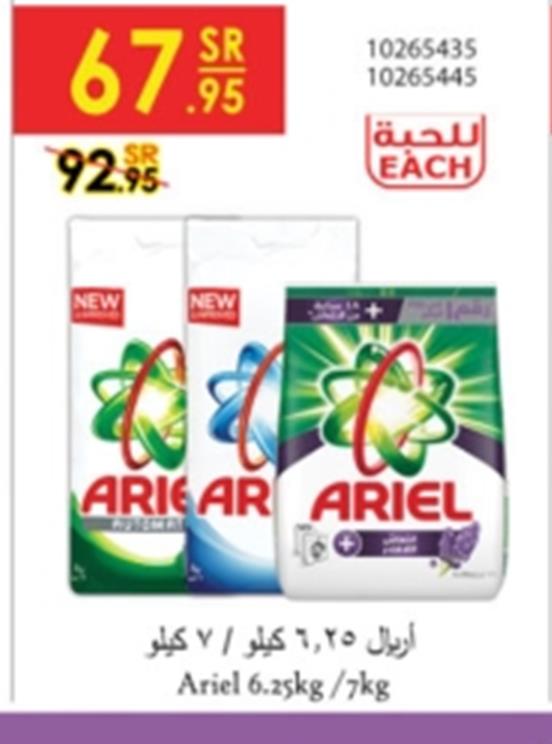 67.95 SR
10265435
10265445
92.95 SR
للحبة
EACH
NEW
NEW
ARIEL
ARIE
AR
أريال ٦,٢٥ كيلو / ٧ كيلو
Ariel 6.25kg /7kg